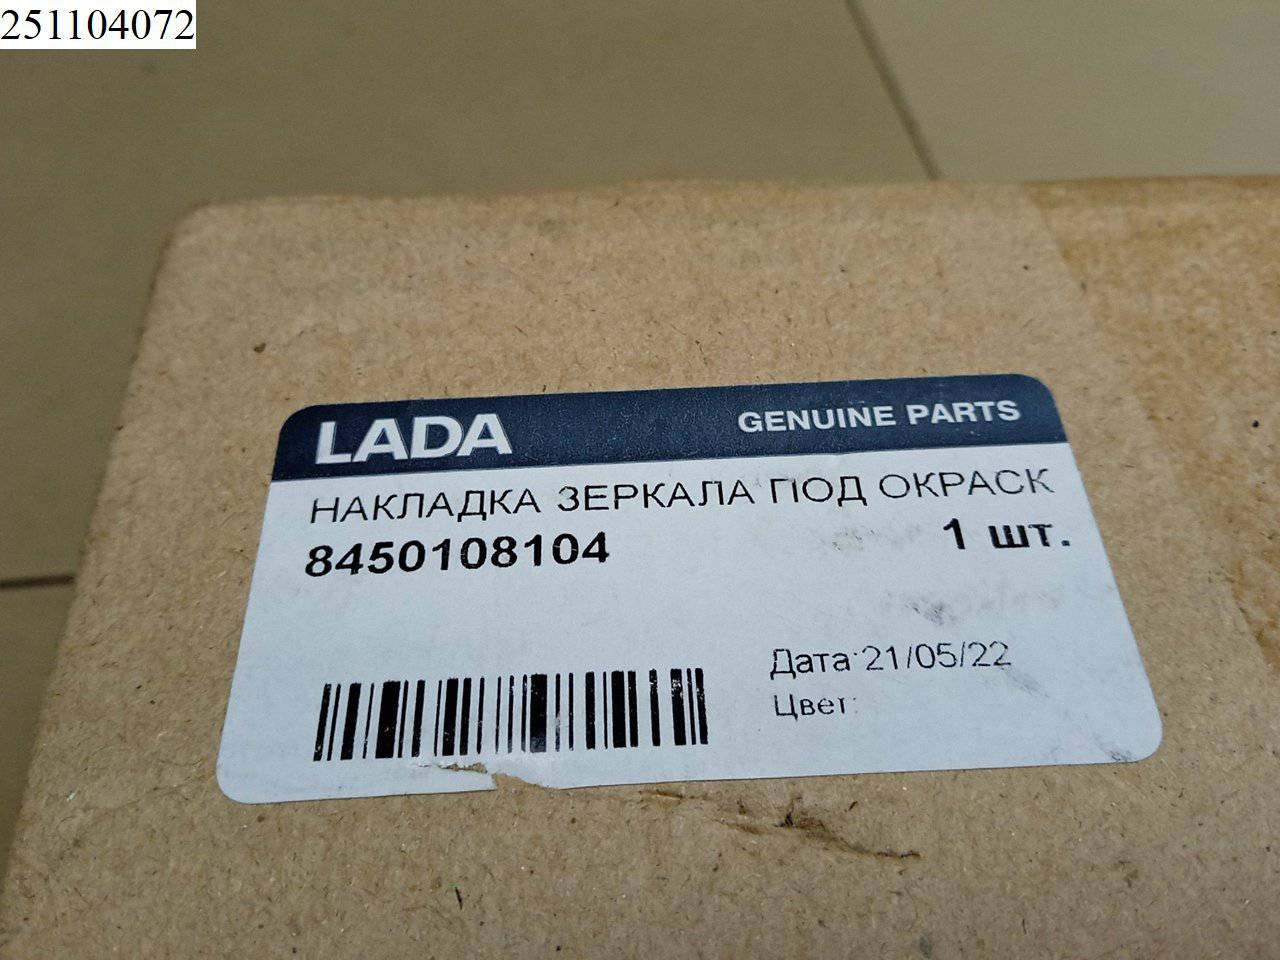 251104072
LADA GENUINE PARTS
НАКЛАДКА ЗЕРКАЛА ПОД ОКРАСК
8450108104 1 шт.
Дата: 21/05/22
Цвет: